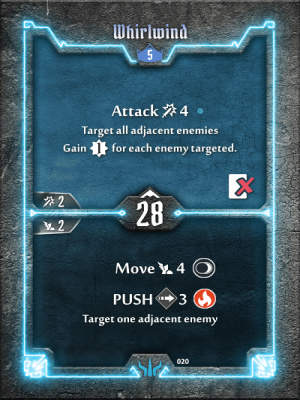 Whirlwind
5
Attack 4
Target all adjacent enemies
Gain 1 for each enemy targeted.
2
28
2
Move 4
PUSH 3
Target one adjacent enemy
020